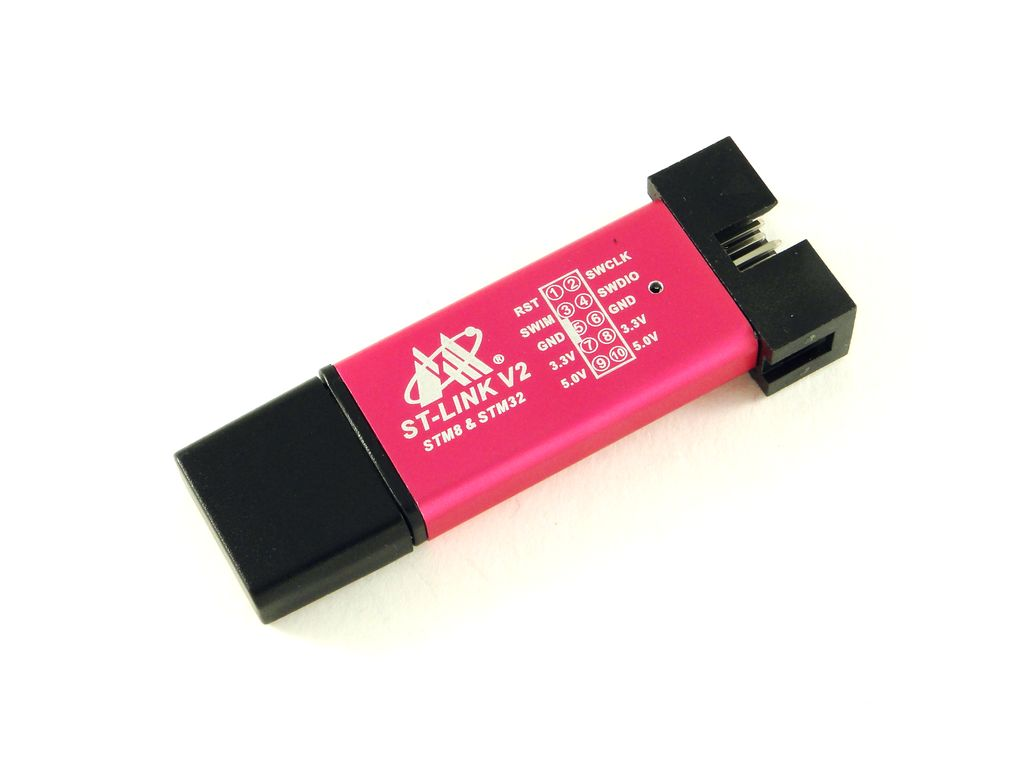 ST-LINK V2
STM8 & STM32
®
RST 1 2 SWCLK
SWIM 3 4 SWDIO
GND 5 6 GND
3.3V 7 8 3.3V
5.0V 9 10 5.0V